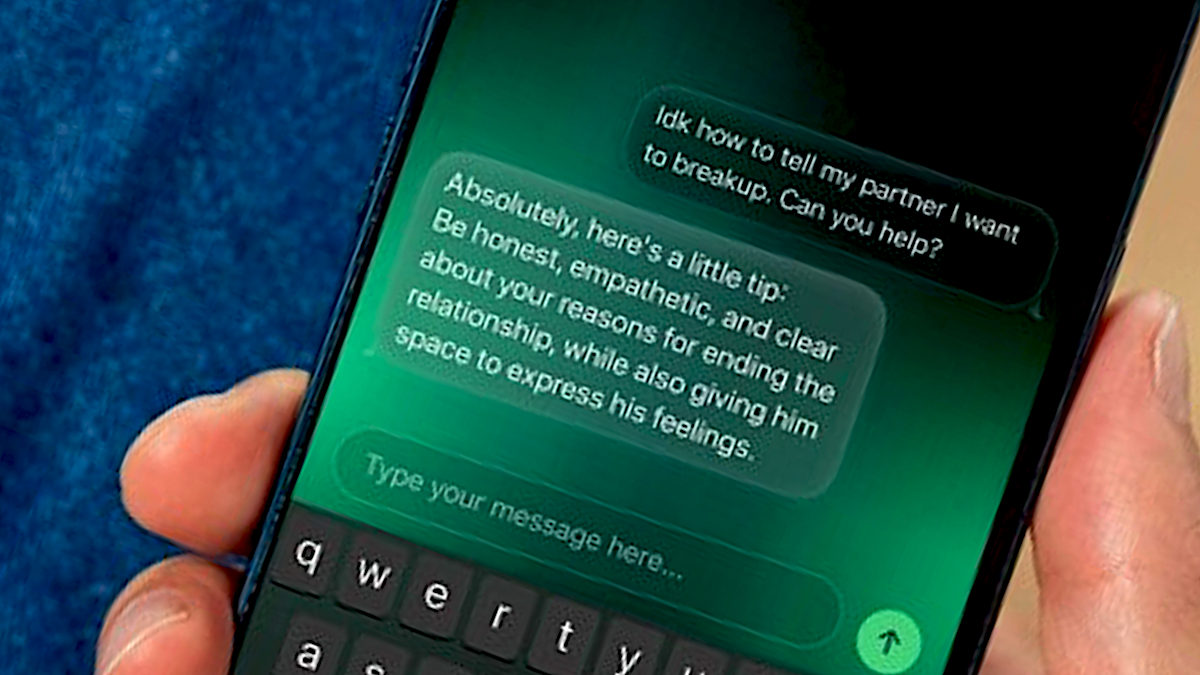 Idk how to tell my partner I want
to breakup. Can you help?
Absolutely, here's a little tip:
Be honest, empathetic, and clear
about your reasons for ending the
relationship, while also giving him
space to express his feelings.
Type your message here...
q w e r t y
a s